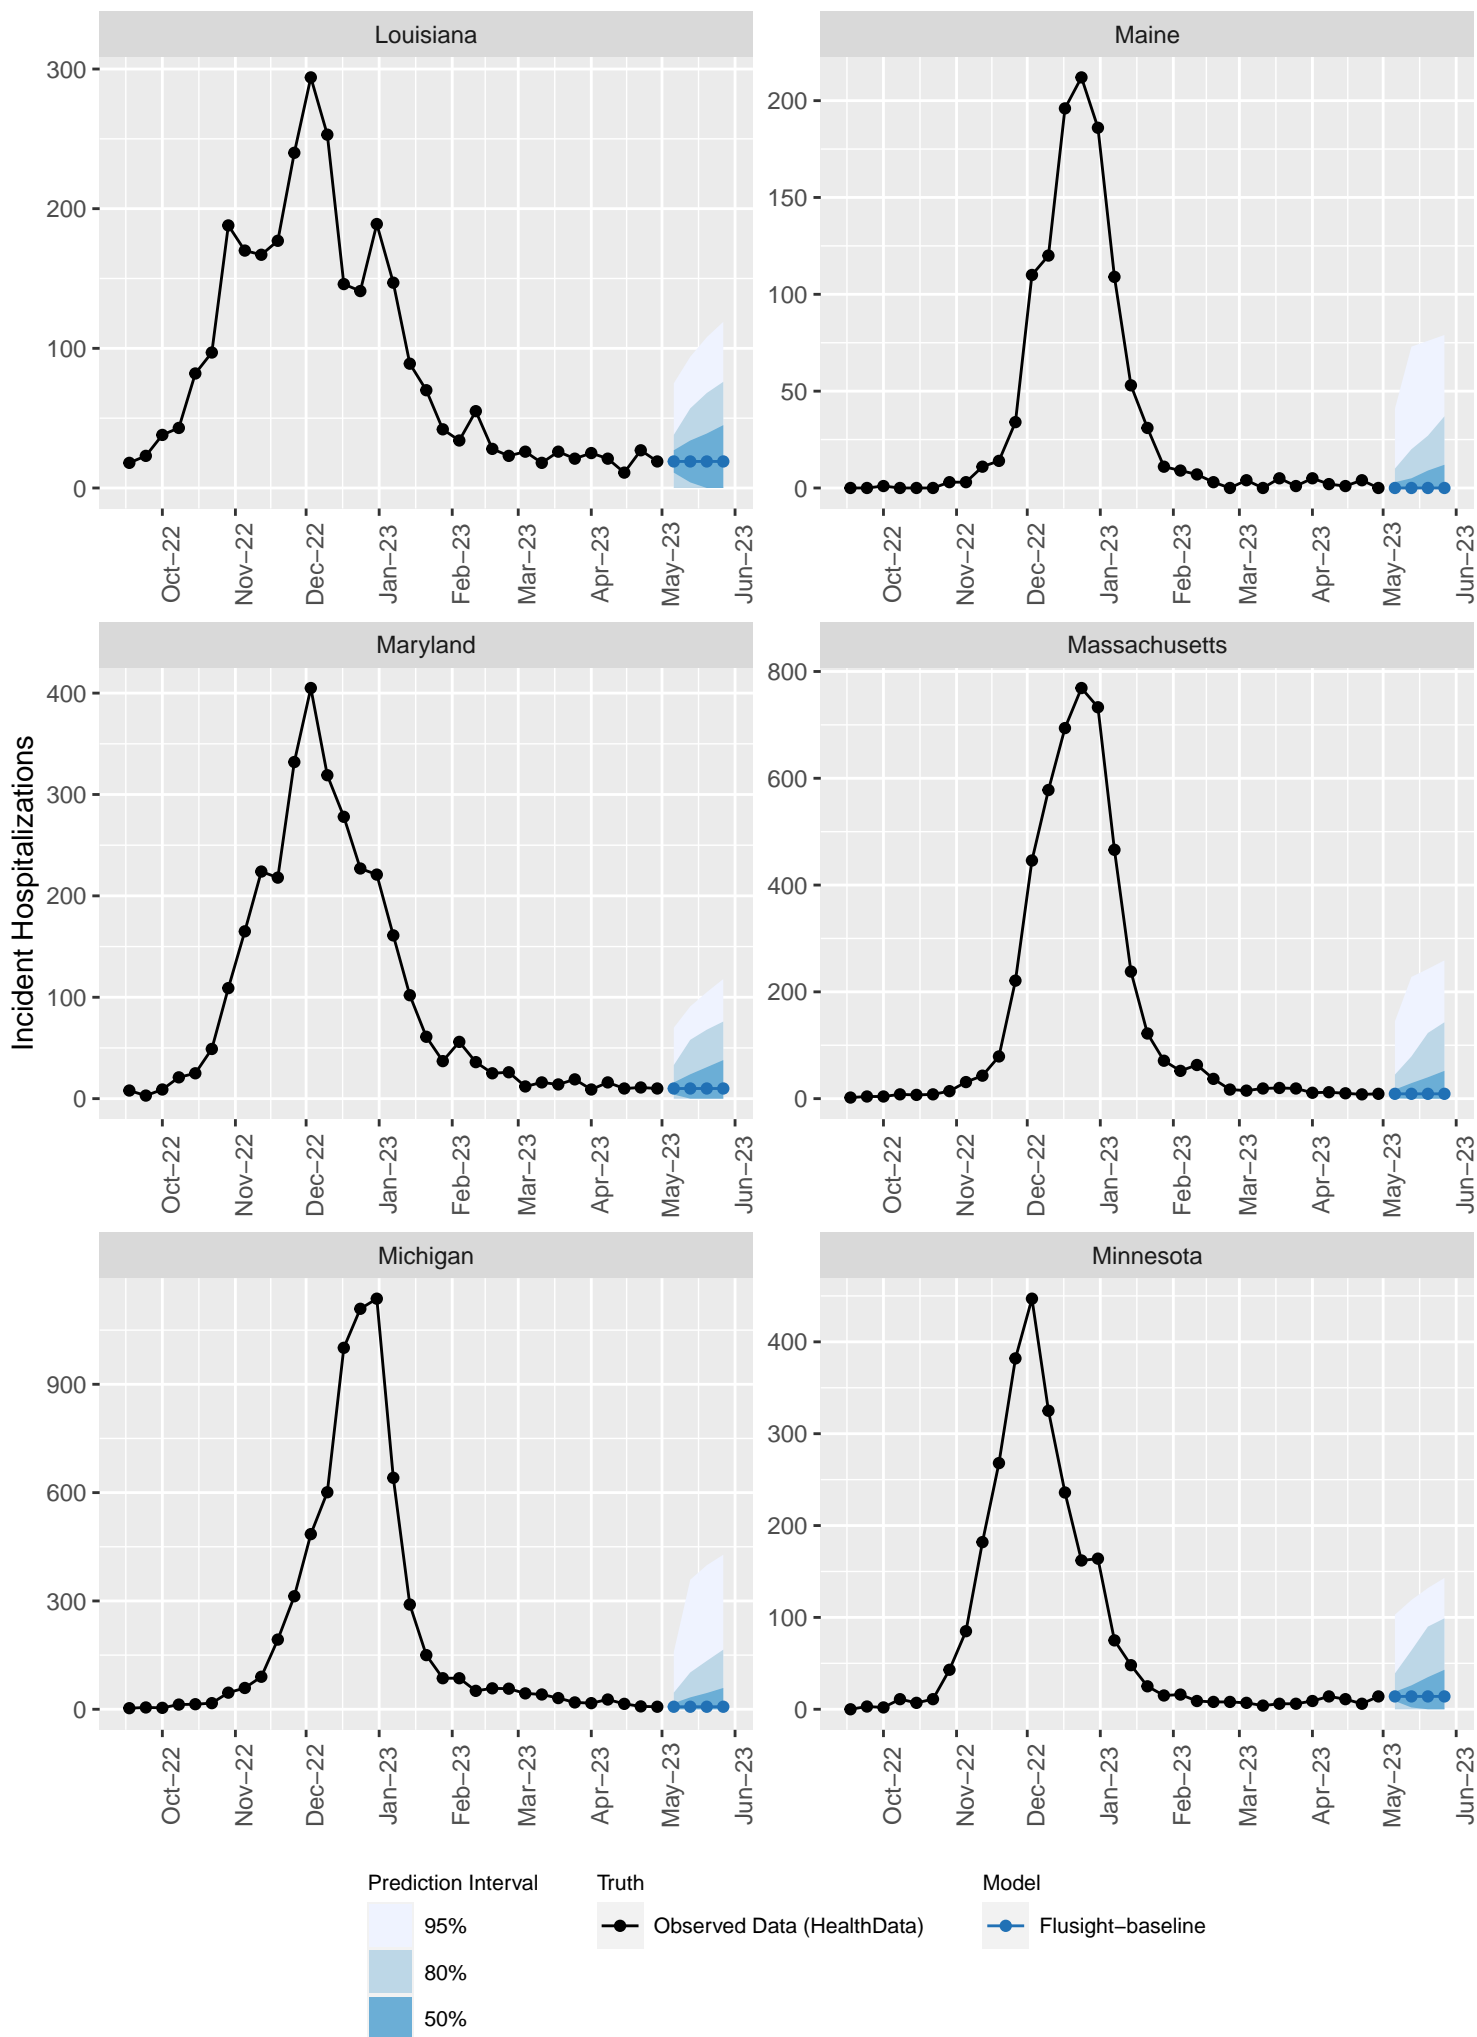 Louisiana Maine
300
200
100
0
200
150
100
50
0
Oct−22 Nov−22 Dec−22 Jan−23 Feb−23 Mar−23 Apr−23 May−23 Jun−23
Oct−22 Nov−22 Dec−22 Jan−23 Feb−23 Mar−23 Apr−23 May−23 Jun−23
Maryland Massachusetts
Incident Hospitalizations
400
300
200
100
0
800
600
400
200
0
Oct−22 Nov−22 Dec−22 Jan−23 Feb−23 Mar−23 Apr−23 May−23 Jun−23
Oct−22 Nov−22 Dec−22 Jan−23 Feb−23 Mar−23 Apr−23 May−23 Jun−23
Michigan Minnesota
900
600
300
0
400
300
200
100
0
Oct−22 Nov−22 Dec−22 Jan−23 Feb−23 Mar−23 Apr−23 May−23 Jun−23
Oct−22 Nov−22 Dec−22 Jan−23 Feb−23 Mar−23 Apr−23 May−23 Jun−23
Prediction Interval
95%
80%
50%
Truth
Observed Data (HealthData)
Model
Flusight−baseline